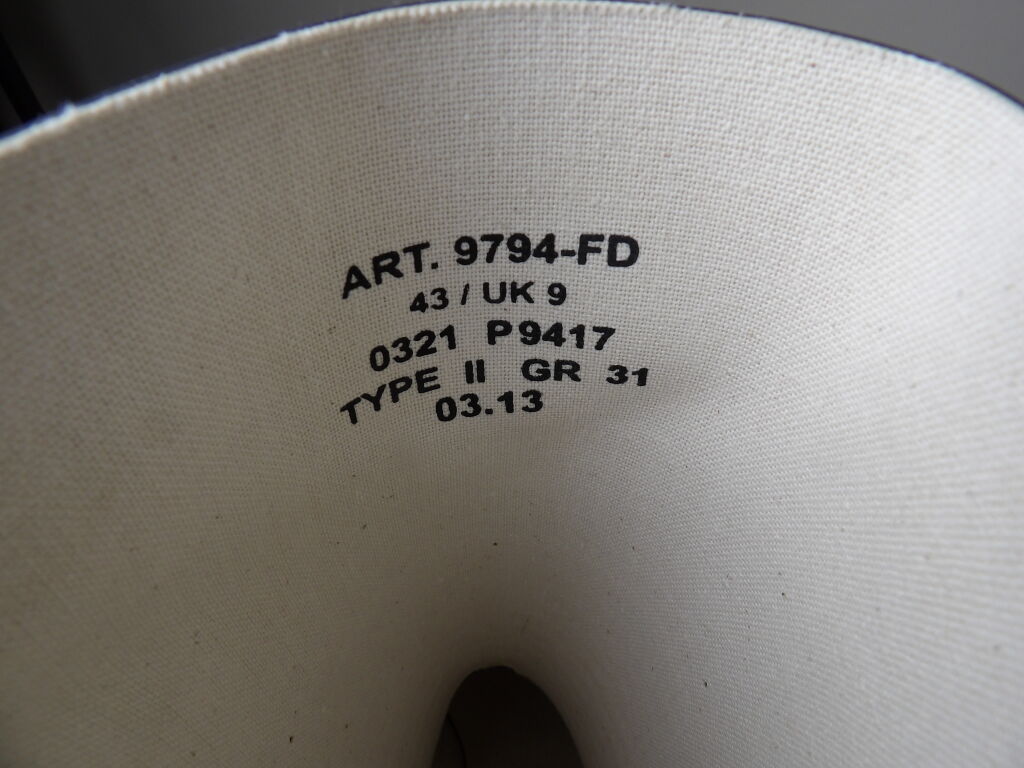 ART. 9794-FD
43 / UK 9
0321 P9417
TYPE II GR 31
03.13